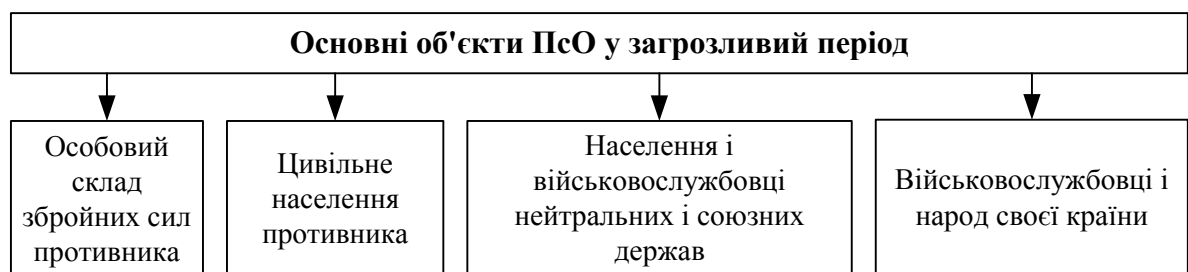 Основні об'єкти ПсО у загрозливий період
Особовий
склад
збройних сил
противника
Цивільне
населення
противника
Населення і
військовослужбовці
нейтральних і союзних
держав
Військовослужбовці і
народ своєї країни